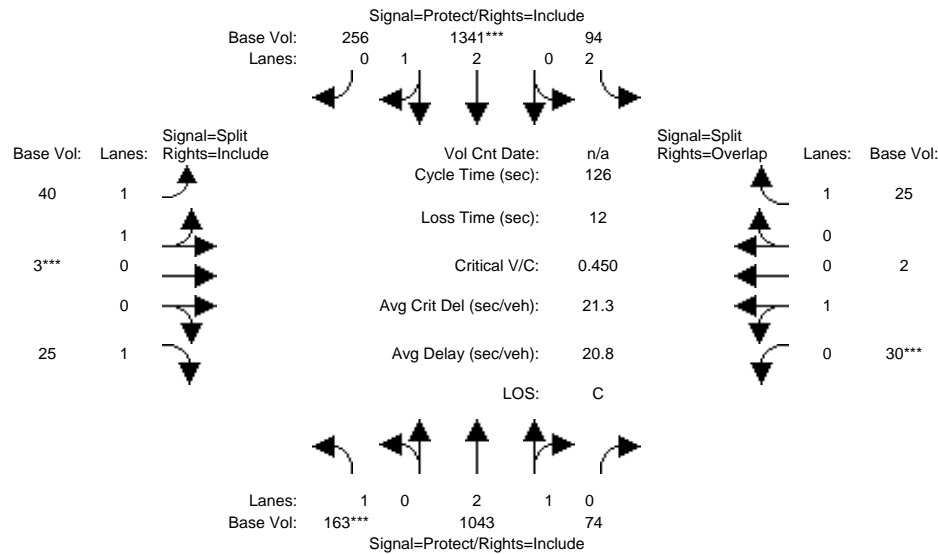 Signal=Protect/Rights=Include
Base Vol: 256 1341*** 94
Lanes: 0 1 2 0 2
Signal=Split
Base Vol: Lanes: Rights=Include
Vol Cnt Date: n/a
Signal=Split
Rights=Overlap Lanes: Base Vol:
Cycle Time (sec): 126
40 1
1 25
Loss Time (sec): 12
1
0
3*** 0
Critical V/C: 0.450
0 2
0
Avg Crit Del (sec/veh): 21.3
1
25 1
Avg Delay (sec/veh): 20.8
0 30***
LOS: C
Lanes: 1 0 2 1 0
Base Vol: 163*** 1043 74
Signal=Protect/Rights=Include